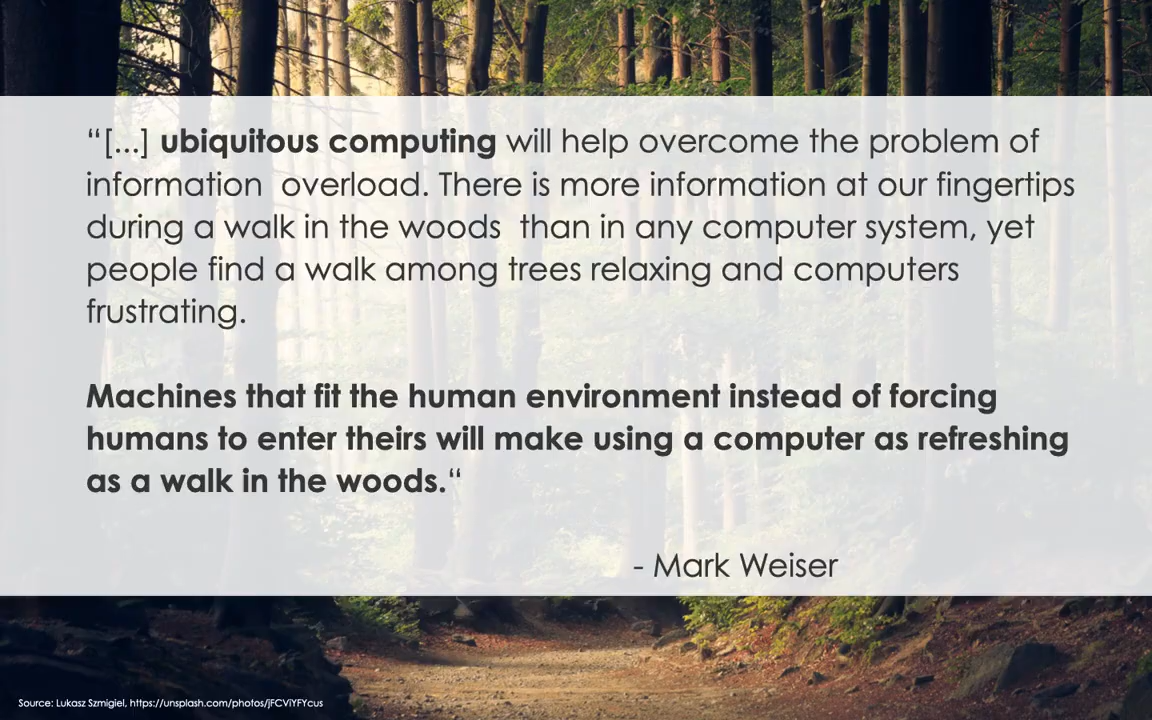 “[...] ubiquitous computing will help overcome the problem of
information overload. There is more information at our fingertips
during a walk in the woods than in any computer system, yet
people find a walk among trees relaxing and computers
frustrating.
Machines that fit the human environment instead of forcing
humans to enter theirs will make using a computer as refreshing
as a walk in the woods.“
- Mark Weiser
Source: Lukasz Szmigiel, https://unsplash.com/photos/jFCViYFYcus